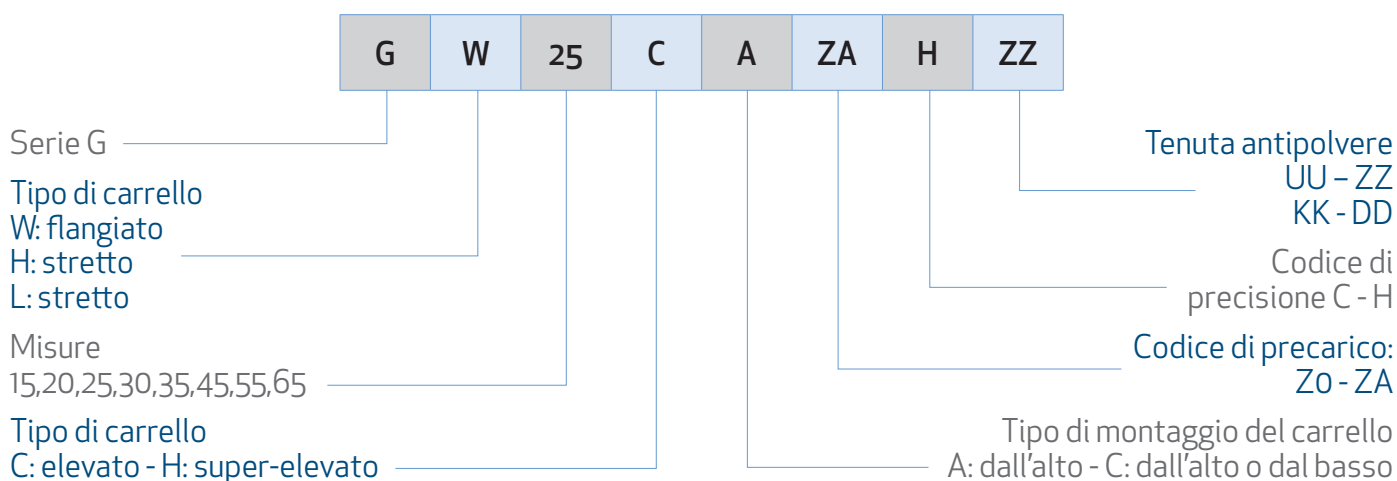 G W 25 C A ZA H ZZ
Serie G
Tipo di carrello
W: flangiato
H: stretto
L: stretto
Misure
15,20,25,30,35,45,55,65
Tipo di carrello
C: elevato - H: super-elevato
Tenuta antipolvere
UU – ZZ
KK - DD
Codice di
precisione C - H
Codice di precarico:
Z0 - ZA
Tipo di montaggio del carrello
A: dall'alto - C: dall'alto o dal basso